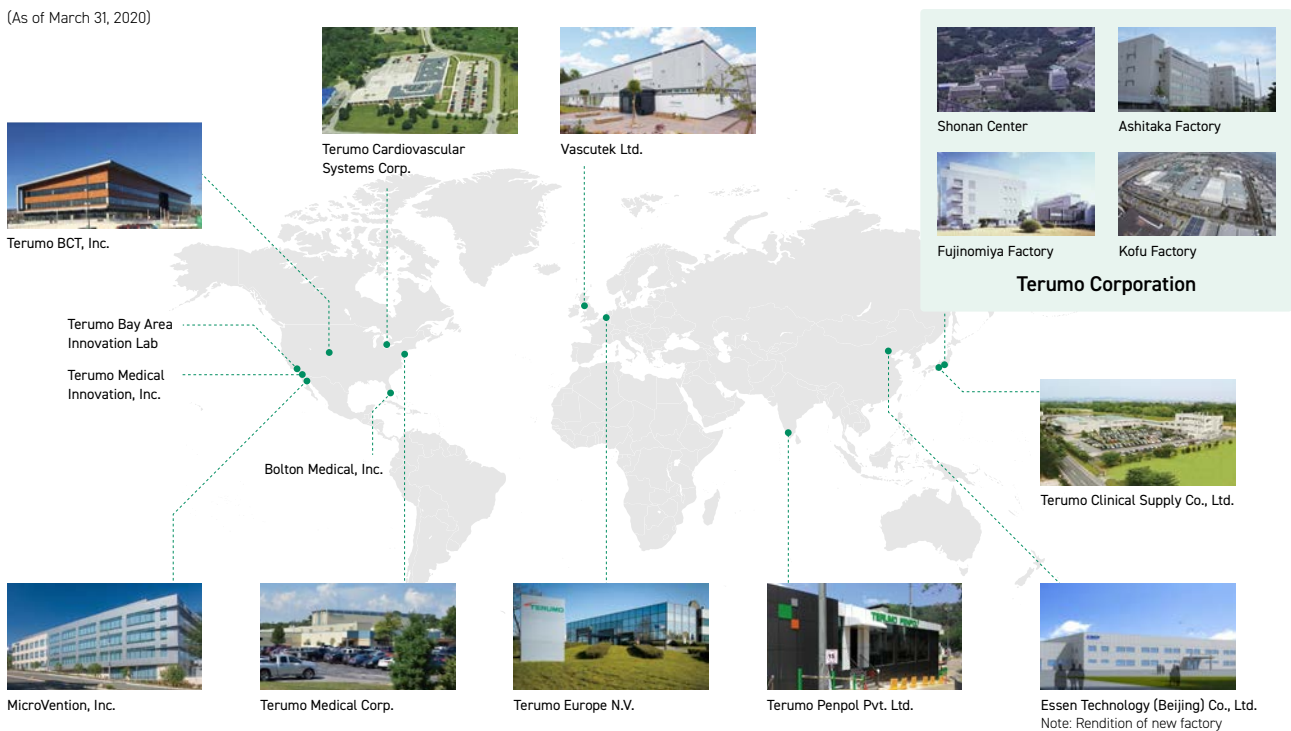 (As of March 31, 2020)
Shonan Center
Ashitaka Factory
Terumo Cardiovascular
Systems Corp.
Vascutek Ltd.
Terumo BCT, Inc.
Fujinomiya Factory
Kofu Factory
Terumo Corporation
Terumo Bay Area
Innovation Lab
Terumo Medical
Innovation, Inc.
Bolton Medical, Inc.
Terumo Clinical Supply Co., Ltd.
TERUMO
TERUMO PENPOL
MicroVention, Inc.
Terumo Medical Corp.
Terumo Europe N.V.
Terumo Penpol Pvt. Ltd.
Essen Technology (Beijing) Co., Ltd.
Note: Rendition of new factory